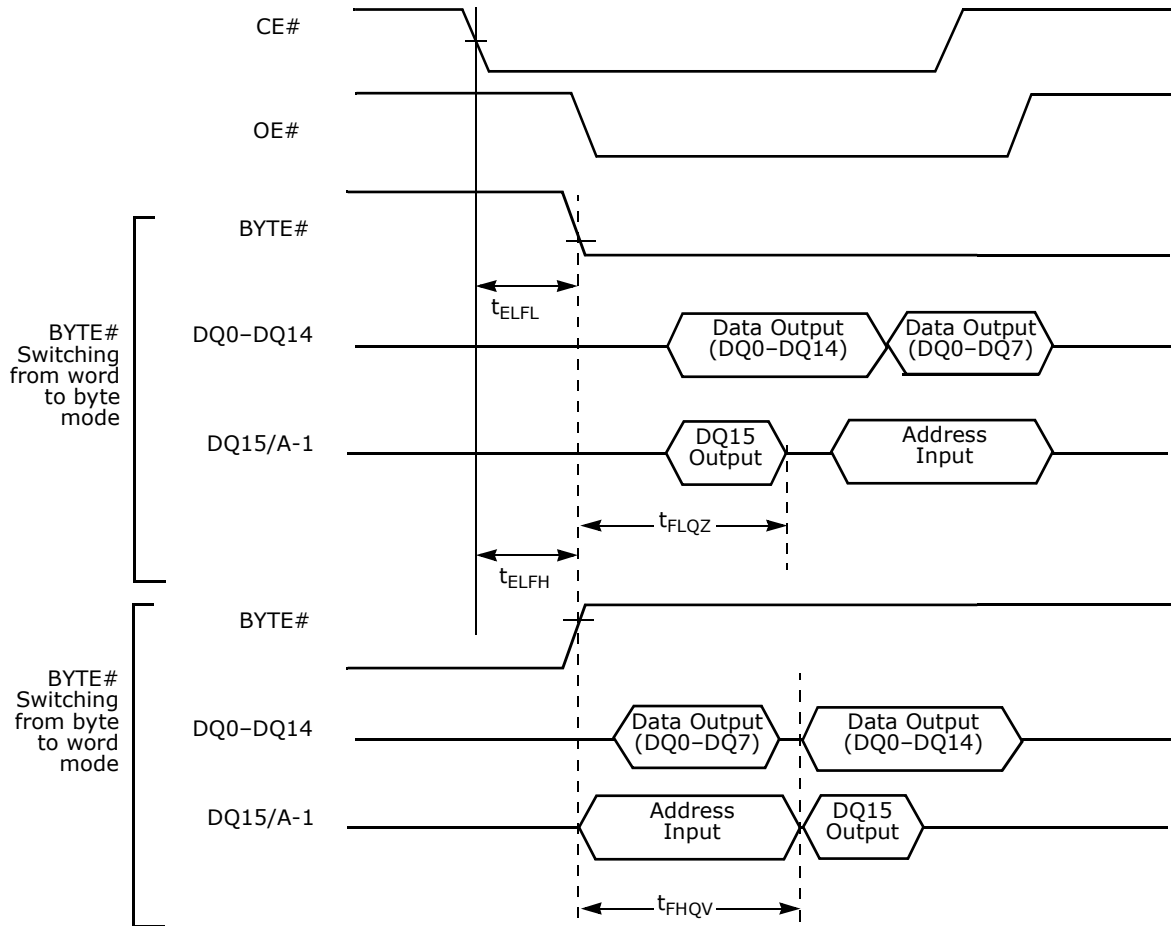 CE#
OE#
BYTE#
tELFL
BYTE#
Switching
from word
to byte
mode
DQ0–DQ14
Data Output
(DQ0–DQ14)
Data Output
(DQ0–DQ7)
DQ15/A-1
DQ15
Output
Address
Input
tFLQZ
tELFH
BYTE#
BYTE#
Switching
from byte
to word
mode
DQ0–DQ14
Data Output
(DQ0–DQ7)
Data Output
(DQ0–DQ14)
DQ15/A-1
Address
Input
DQ15
Output
tFHQV